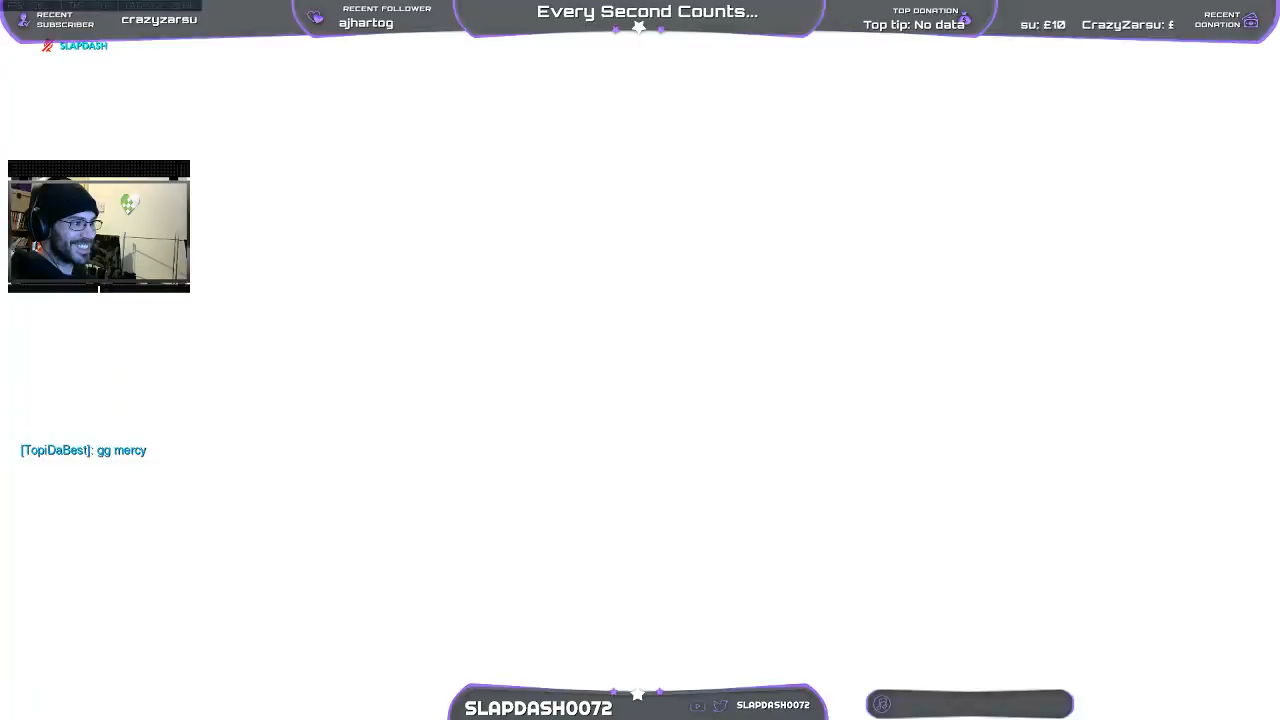 RECENT SUBSCRIBER
crazyzarsu
RECENT FOLLOWER
ajhartog
Every Second Counts...
TOP DONATION
Top tip: No data
su: £10 CrazyZarsu: £
RECENT DONATION
SLAPDASH
[TopiDaBest]: gg mercy
SLAPDASH0072
SLAPDASH0072